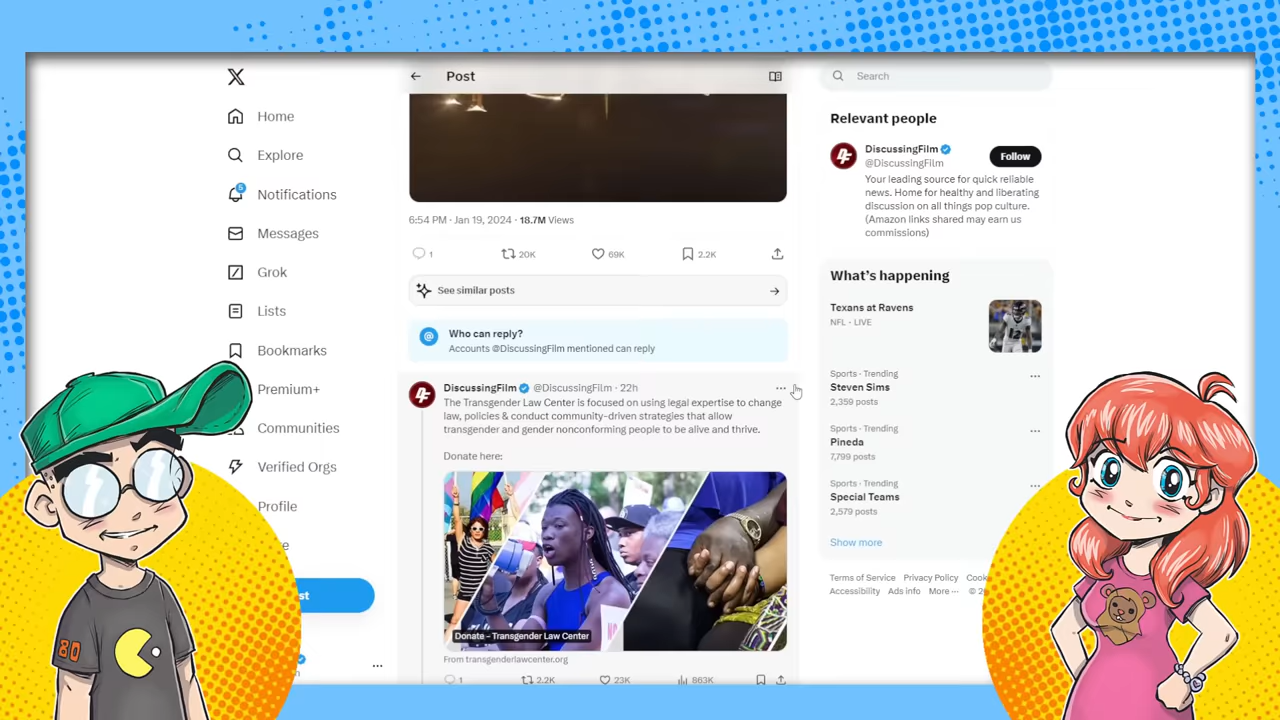 Home
Explore
5
Notifications
Messages
Grok
Lists
Bookmarks
Premium+
Communities
Verified Orgs
Profile
Post
6:54 PM · Jan 19, 2024 · 18.7M Views
1 20K 69K 2.2K
See similar posts
Who can reply?
Accounts @DiscussingFilm mentioned can reply
DiscussingFilm @DiscussingFilm · 22h
The Transgender Law Center is focused on using legal expertise to change
law, policies & conduct community-driven strategies that allow
transgender and gender nonconforming people to be alive and thrive.
Donate here:
Donate – Transgender Law Center
From transgenderlawcenter.org
1 2.2K 23K 863K
Search
Relevant people
DiscussingFilm
@DiscussingFilm
Follow
Your leading source for quick reliable
news. Home for healthy and liberating
discussion on all things pop culture.
(Amazon links shared may earn us
commissions)
What's happening
Texans at Ravens
NFL · LIVE
Sports · Trending
Steven Sims
2,359 posts
Sports · Trending
Pineda
7,799 posts
Sports · Trending
Special Teams
2,579 posts
Show more
Terms of Service Privacy Policy
Accessibility Ads info More ···
80